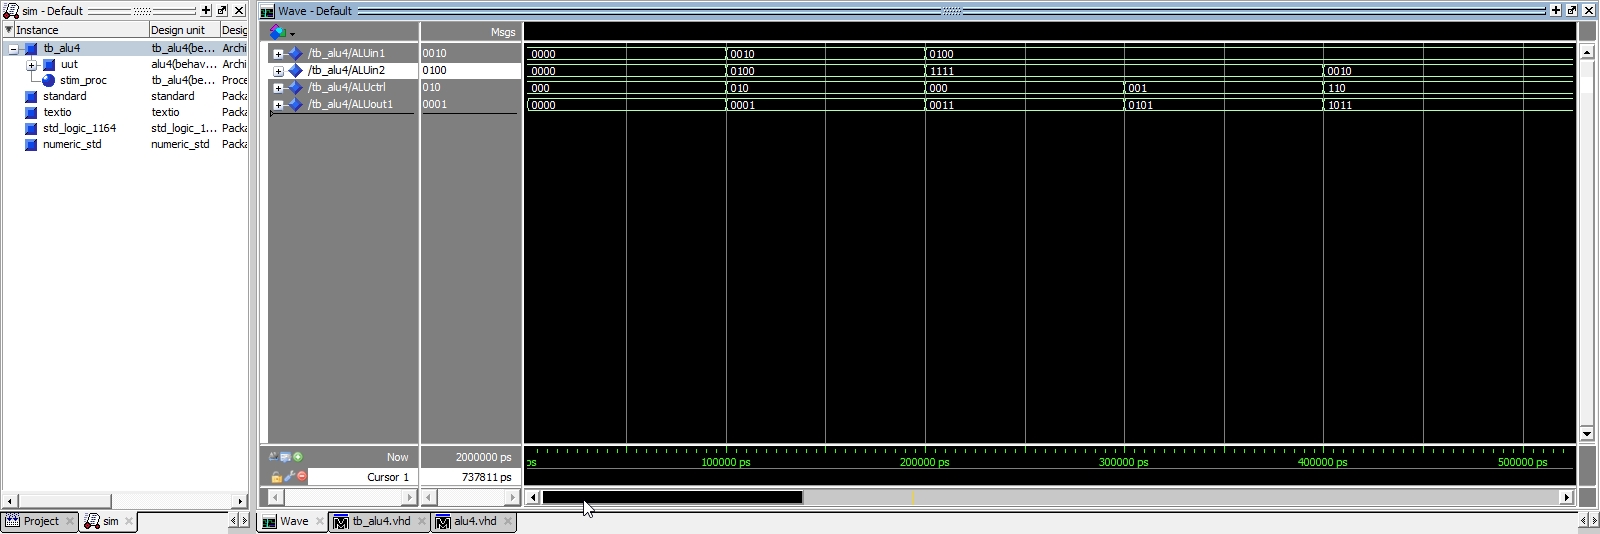 sim - Default
Instance Design unit Desig
tb_alu4 tb_alu4(be... Archi
uut alu4(behav... Archi
stim_proc tb_alu4(be... Proce
standard standard Packa
textio textio Packa
std_logic_1164 std_logic_1... Packa
numeric_std numeric_std Packa
Project sim
Wave - Default
Msgs
/tb_alu4/ALUin1 0010 0000 0010 0100
/tb_alu4/ALUin2 0100 0000 0100 1111 0010
/tb_alu4/ALUctrl 010 000 010 000 001 110
/tb_alu4/ALUout1 0001 0000 0001 0011 0101 1011
Now 2000000 ps ps 100000 ps 200000 ps 300000 ps 400000 ps 500000 ps
Cursor 1 737811 ps
Wave tb_alu4.vhd alu4.vhd